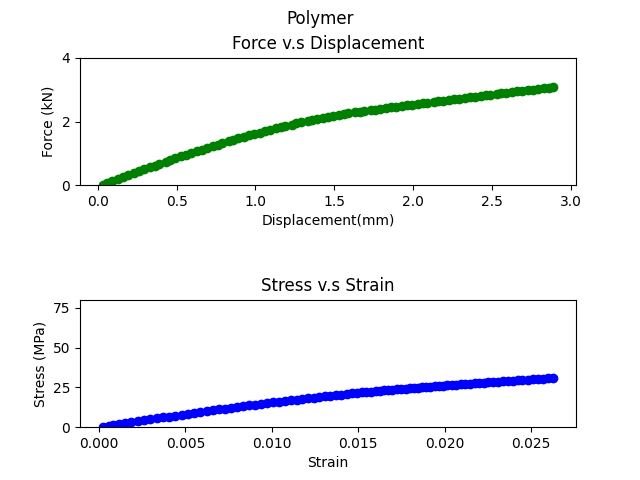 Polymer
Force v.s Displacement
4
2
0
Force (kN)
0.0 0.5 1.0 1.5 2.0 2.5 3.0
Displacement(mm)
Stress v.s Strain
75
50
25
0
Stress (MPa)
0.000 0.005 0.010 0.015 0.020 0.025
Strain